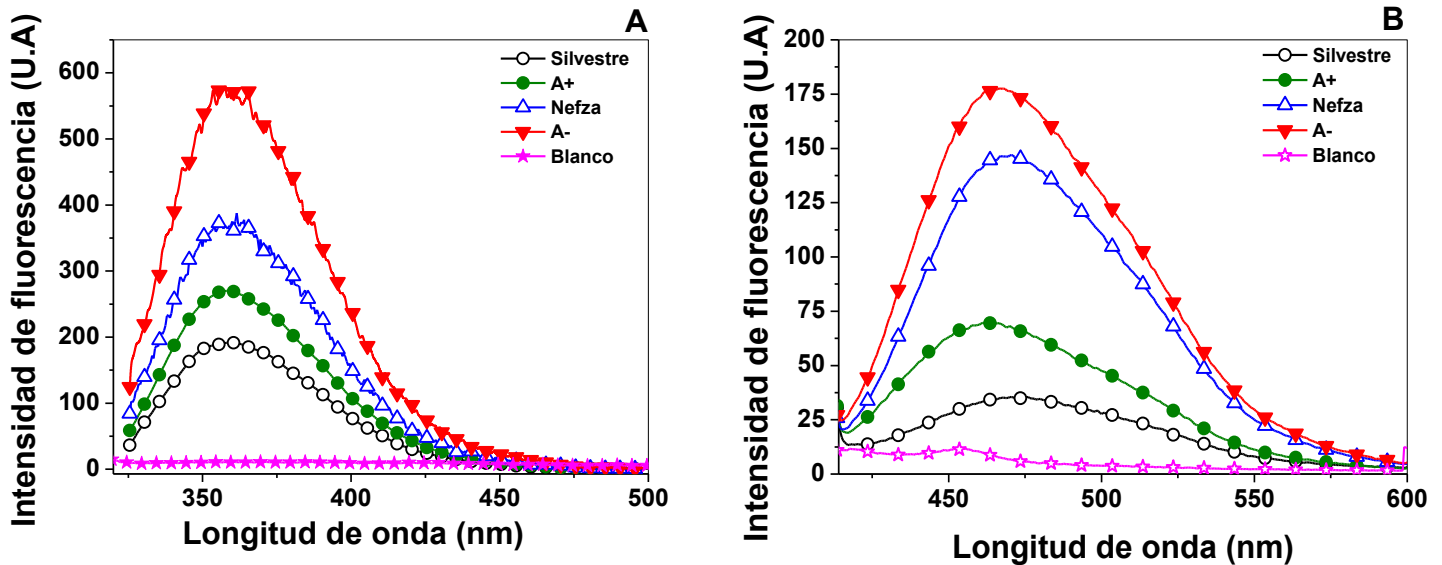 A
Intensidad de fluorescencia (U.A)
600
500
400
300
200
100
0
350
400
450
500
Longitud de onda (nm)
Silvestre
A+
Nefza
A-
Blanco
B
Intensidad de fluorescencia (U.A)
200
175
150
125
100
75
50
25
0
450
500
550
600
Longitud de onda (nm)
Silvestre
A+
Nefza
A-
Blanco